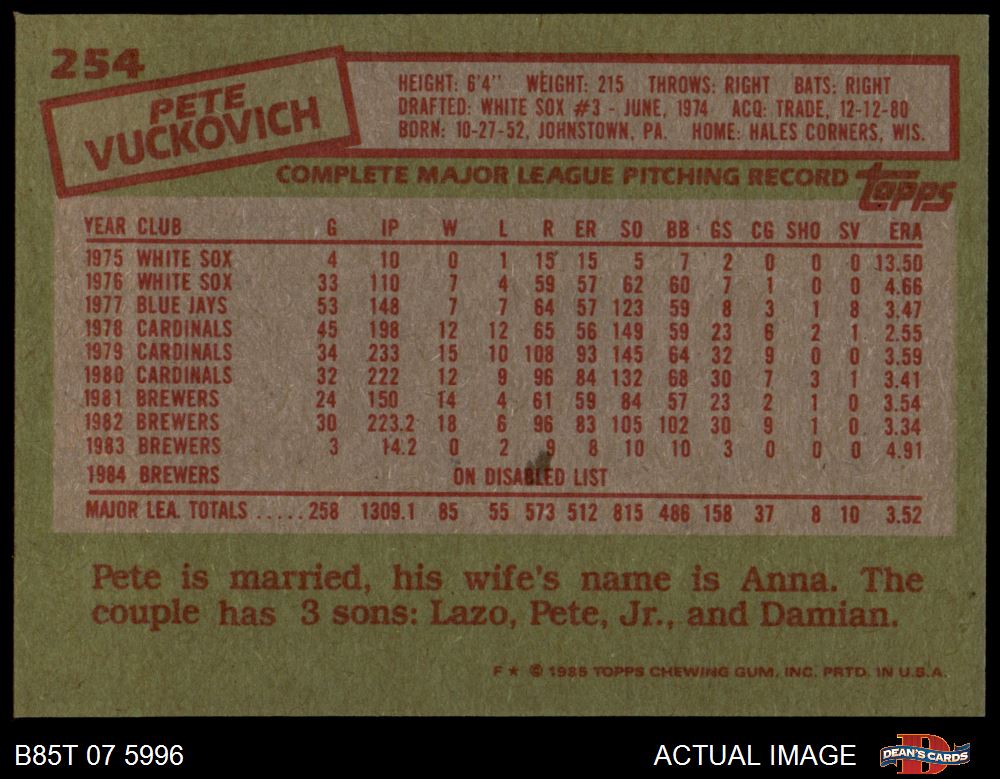 254
PETE
VUCKOVICH
HEIGHT: 6'4" WEIGHT: 215 THROWS: RIGHT BATS: RIGHT
DRAFTED: WHITE SOX #3 - JUNE, 1974 ACQ: TRADE, 12-12-80
BORN: 10-27-52, JOHNSTOWN, PA. HOME: HALES CORNERS, WIS.
COMPLETE MAJOR LEAGUE PITCHING RECORD topps
YEAR CLUB G IP W L R ER SO BB GS CG SHO SV ERA
1975 WHITE SOX 4 10 0 1 15 15 5 7 2 0 0 0 13.50
1976 WHITE SOX 33 110 7 4 59 57 62 60 7 1 0 0 4.66
1977 BLUE JAYS 53 148 7 7 64 57 123 59 8 3 1 8 3.47
1978 CARDINALS 45 198 12 12 65 56 149 59 23 6 2 1 2.55
1979 CARDINALS 34 233 15 10 108 93 145 64 32 9 0 0 3.59
1980 CARDINALS 32 222 12 9 96 84 132 68 30 7 3 1 3.41
1981 BREWERS 24 150 14 4 61 59 84 57 23 2 1 0 3.54
1982 BREWERS 30 223.2 18 6 96 83 105 102 30 9 1 0 3.34
1983 BREWERS 3 14.2 0 2 9 8 10 10 3 0 0 0 4.91
1984 BREWERS ON DISABLED LIST
MAJOR LEA. TOTALS ..... 258 1309.1 85 55 573 512 815 486 158 37 8 10 3.52
Pete is married, his wife's name is Anna. The
couple has 3 sons: Lazo, Pete, Jr., and Damian.
F★ © 1985 TOPPS CHEWING GUM, INC. PRTD. IN U.S.A.
B85T 07 5996 ACTUAL IMAGE DEAN'S CARDS